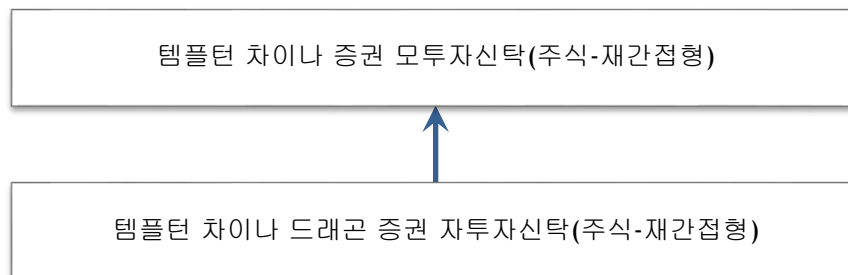 템플턴 차이나 증권 모투자신탁(주식-재간접형)
템플턴 차이나 드래곤 증권 자투자신탁(주식-재간접형)